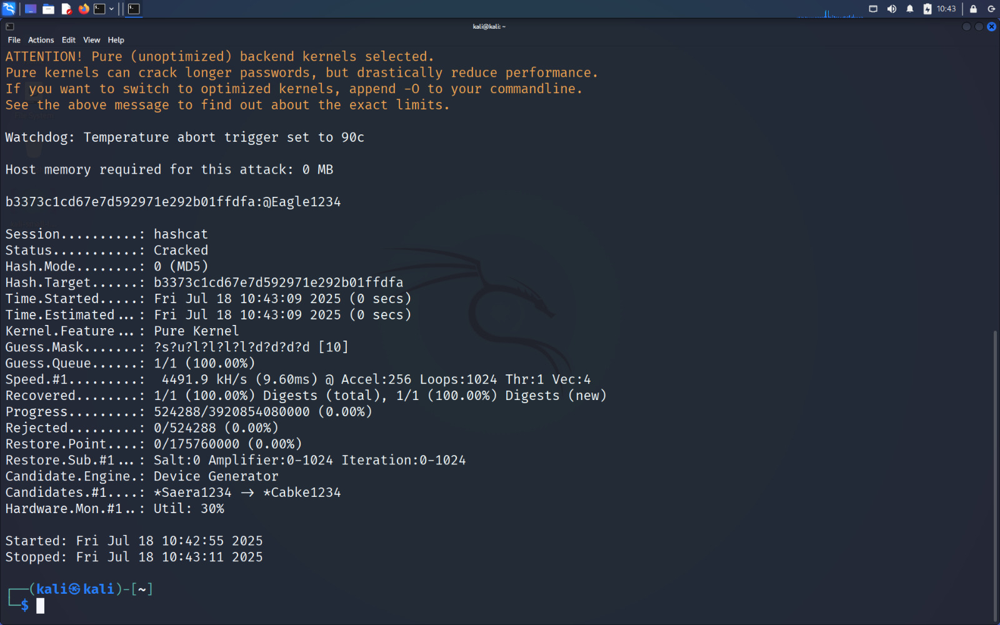 10:43
kali@kali: ~
File Actions Edit View Help
ATTENTION! Pure (unoptimized) backend kernels selected.
Pure kernels can crack longer passwords, but drastically reduce performance.
If you want to switch to optimized kernels, append -O to your commandline.
See the above message to find out about the exact limits.
Watchdog: Temperature abort trigger set to 90c
Host memory required for this attack: 0 MB
b3373c1cd67e7d592971e292b01ffdfa:@Eagle1234
Session..........: hashcat
Status...........: Cracked
Hash.Mode........: 0 (MD5)
Hash.Target......: b3373c1cd67e7d592971e292b01ffdfa
Time.Started.....: Fri Jul 18 10:43:09 2025 (0 secs)
Time.Estimated...: Fri Jul 18 10:43:09 2025 (0 secs)
Kernel.Feature...: Pure Kernel
Guess.Mask.......: ?s?u?l?l?l?l?d?d?d?d [10]
Guess.Queue......: 1/1 (100.00%)
Speed.#1.........:  4491.9 kH/s (9.60ms) @ Accel:256 Loops:1024 Thr:1 Vec:4
Recovered........: 1/1 (100.00%) Digests (total), 1/1 (100.00%) Digests (new)
Progress.........: 524288/3920854080000 (0.00%)
Rejected.........: 0/524288 (0.00%)
Restore.Point....: 0/175760000 (0.00%)
Restore.Sub.#1...: Salt:0 Amplifier:0-1024 Iteration:0-1024
Candidate.Engine.: Device Generator
Candidates.#1....: *Saera1234 -> *Cabke1234
Hardware.Mon.#1..: Util: 30%
Started: Fri Jul 18 10:42:55 2025
Stopped: Fri Jul 18 10:43:11 2025
┌──(kali㉿kali)-[~]
└─$